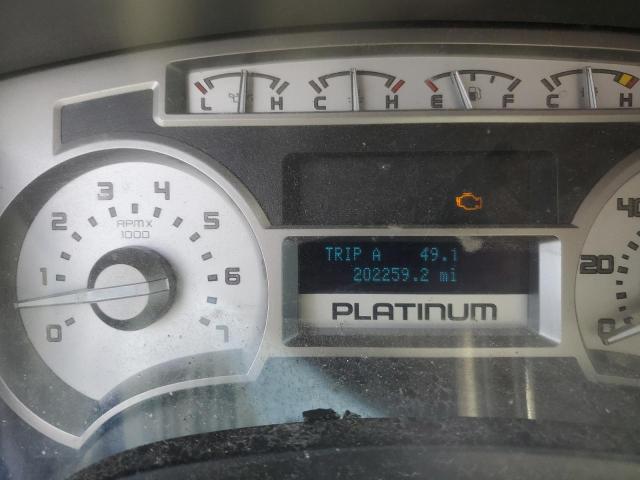 L H C H E F C H
0 1 2 3 4 5 6 7
RPM X
1000
TRIP A 49.1
202259.2 mi
PLATINUM
0 20 40